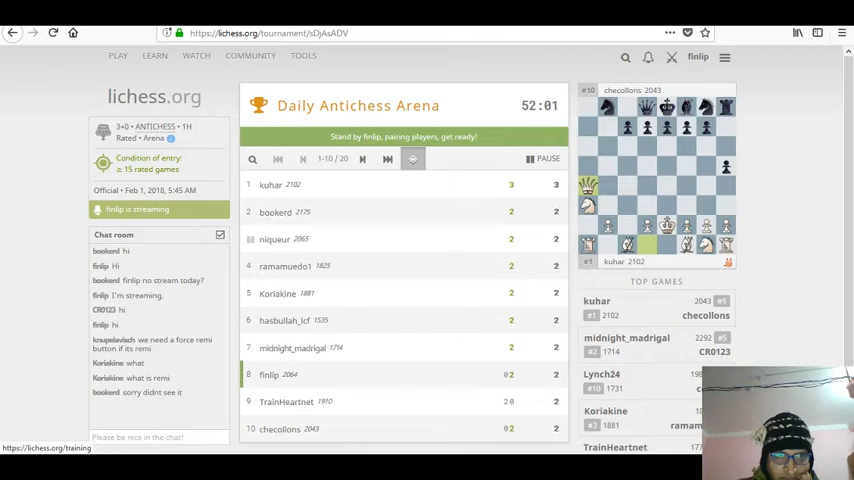 https://lichess.org/tournament/sDjAsADV
PLAY LEARN WATCH COMMUNITY TOOLS
finlip
lichess.org
3+0 • ANTICHESS • 1H
Rated • Arena
Condition of entry:
≥ 15 rated games
Official • Feb 1, 2018, 5:45 AM
finlip is streaming
Chat room
bookerd hi
finlip Hi
bookerd finlip no stream today?
finlip I'm streaming.
CR0123 hi
finlip hi
knupelavisch we need a force remi
button if its remi
Koriakine what
Koriakine what is remi
bookerd sorry didnt see it
Please be nice in the chat!
https://lichess.org/training
Daily Antichess Arena 52:01
Stand by finlip, pairing players, get ready!
1-10 / 20 PAUSE
1 kuhar 2102 3 3
2 bookerd 2175 2 2
niqueur 2065 2 2
4 ramamuedo1 1825 2 2
5 Koriakine 1881 2 2
6 hasbullah_lcf 1535 2 2
7 midnight_madrigal 1714 2 2
8 finlip 2064 02 2
9 TrainHeartnet 1910 20 2
10 checollons 2043 02 2
#10 checollons 2043
#1 kuhar 2102
TOP GAMES
kuhar 2043 #9
#1 2102 checollons
midnight_madrigal 2292 #5
#2 1714 CR0123
Lynch24
#10 1731
Koriakine
#3 1881
TrainHeartnet